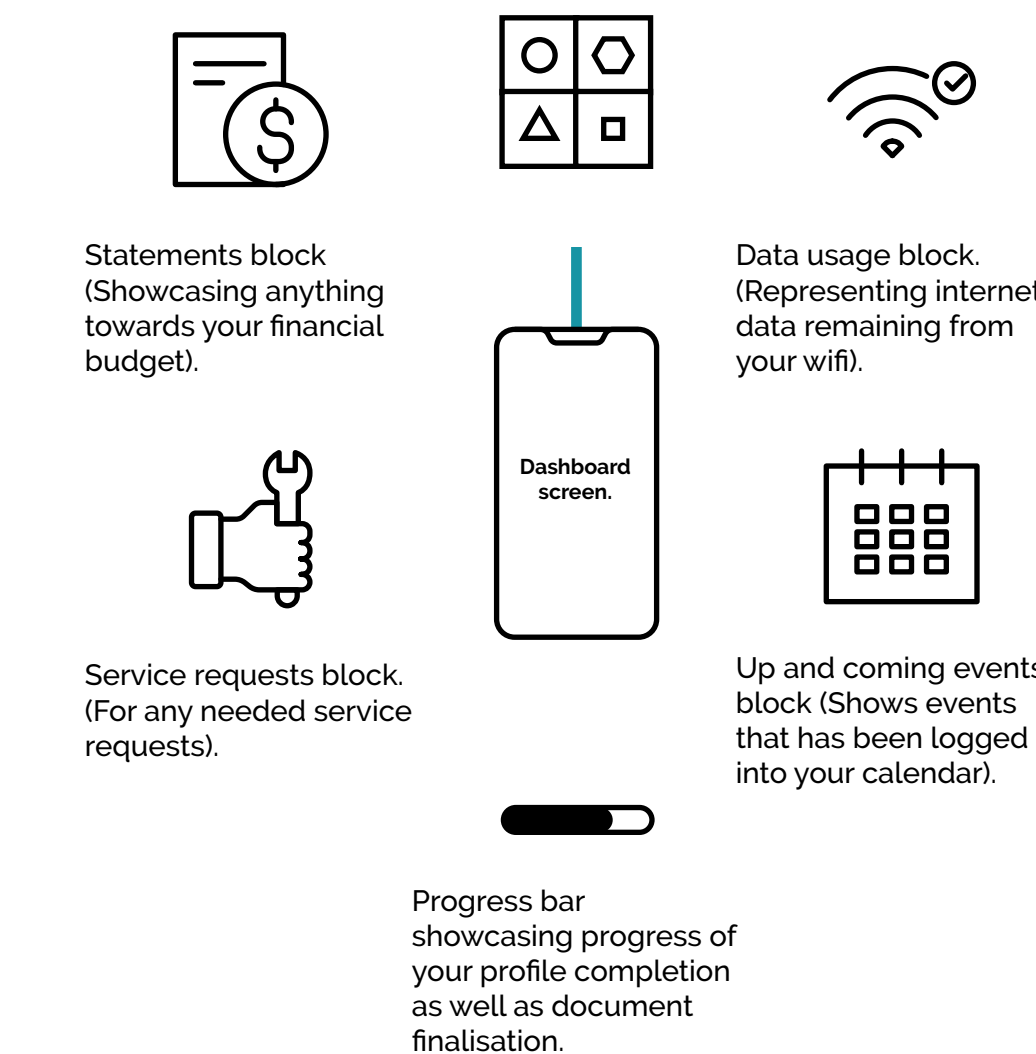 Statements block
(Showcasing anything
towards your financial
budget).
Data usage block.
(Representing internet
data remaining from
your wifi).
Dashboard
screen.
Service requests block.
(For any needed service
requests).
Up and coming events
block (Shows events
that has been logged
into your calendar).
Progress bar
showcasing progress of
your profile completion
as well as document
finalisation.